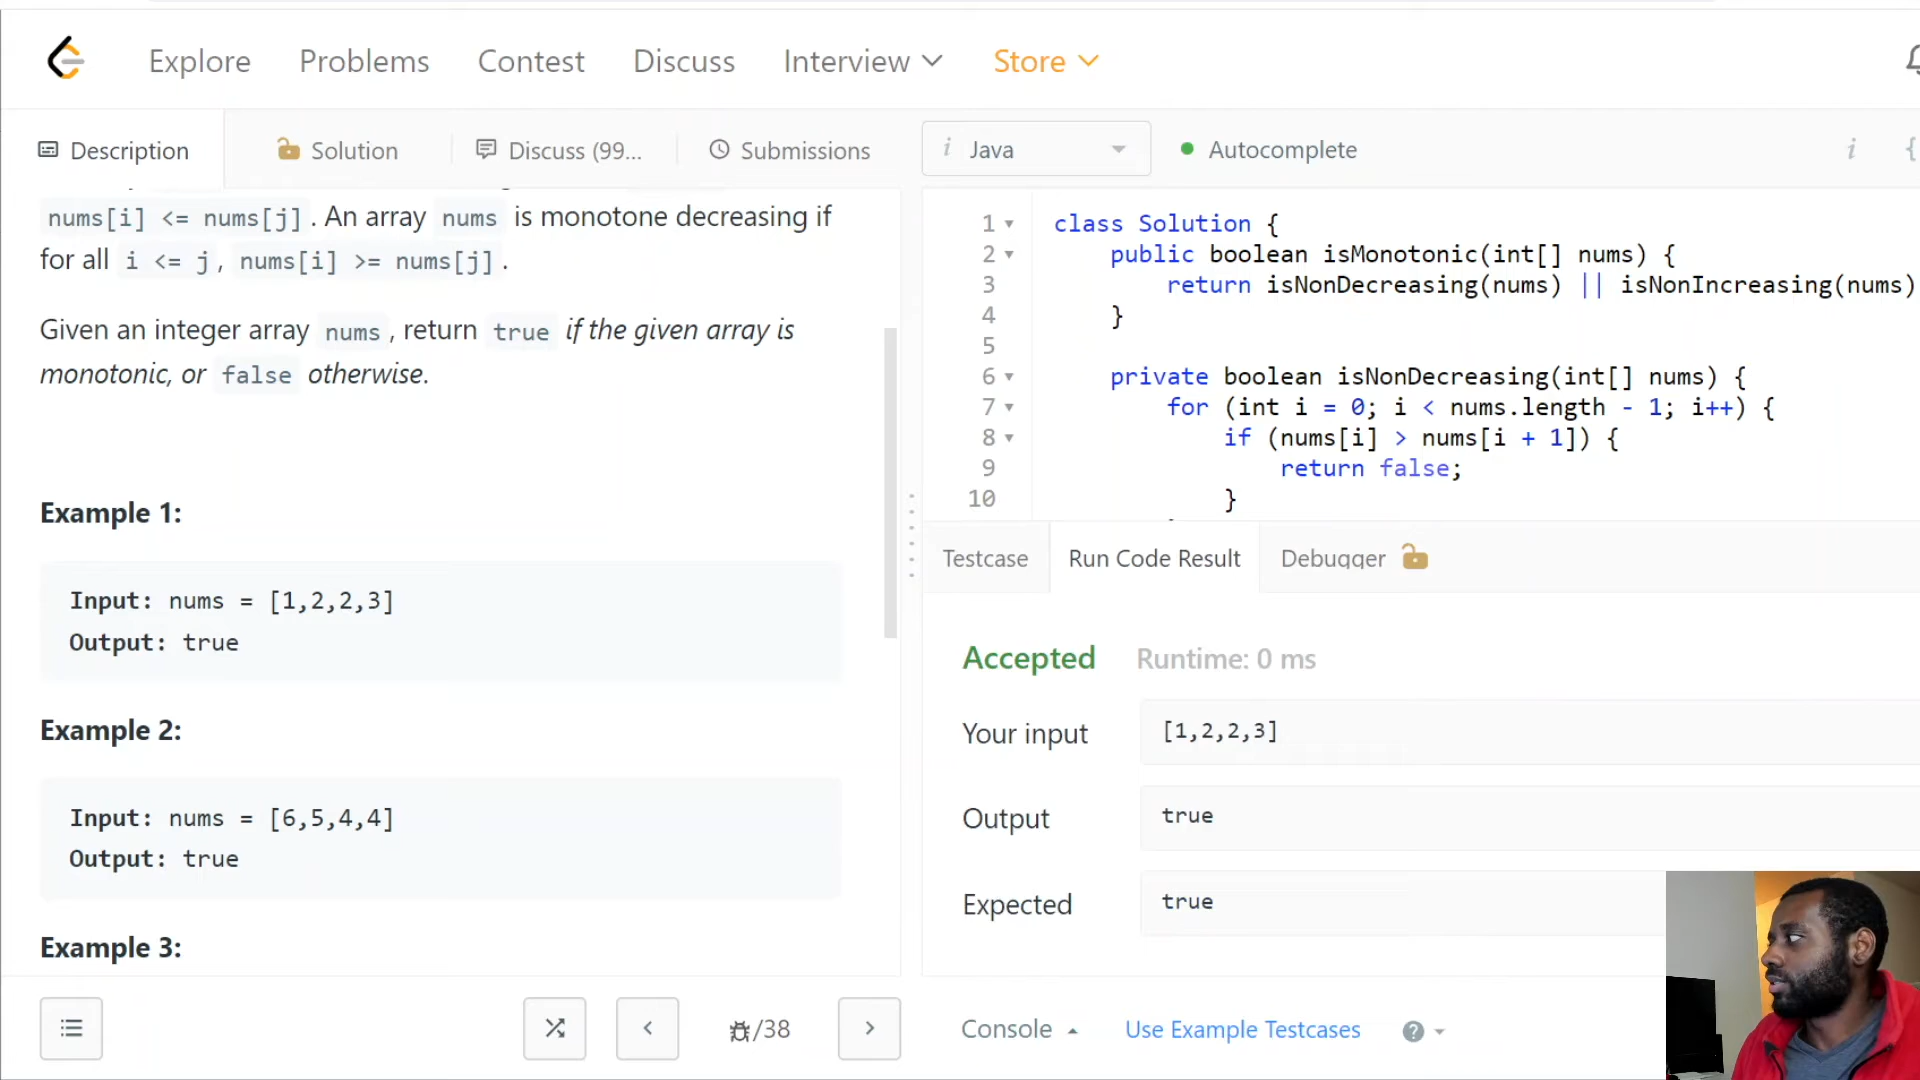 Explore Problems Contest Discuss Interview Store
Description Solution Discuss (99... Submissions
nums[i] <= nums[j]. An array nums is monotone decreasing if
for all i <= j, nums[i] >= nums[j].
Given an integer array nums, return true if the given array is
monotonic, or false otherwise.
Example 1:
Input: nums = [1,2,2,3]
Output: true
Example 2:
Input: nums = [6,5,4,4]
Output: true
Example 3:
/38
i Java Autocomplete i {
1 class Solution {
2 public boolean isMonotonic(int[] nums) {
3 return isNonDecreasing(nums) || isNonIncreasing(nums)
4 }
5
6 private boolean isNonDecreasing(int[] nums) {
7 for (int i = 0; i < nums.length - 1; i++) {
8 if (nums[i] > nums[i + 1]) {
9 return false;
10 }
Testcase Run Code Result Debugger
Accepted Runtime: 0 ms
Your input [1,2,2,3]
Output true
Expected true
Console Use Example Testcases ?